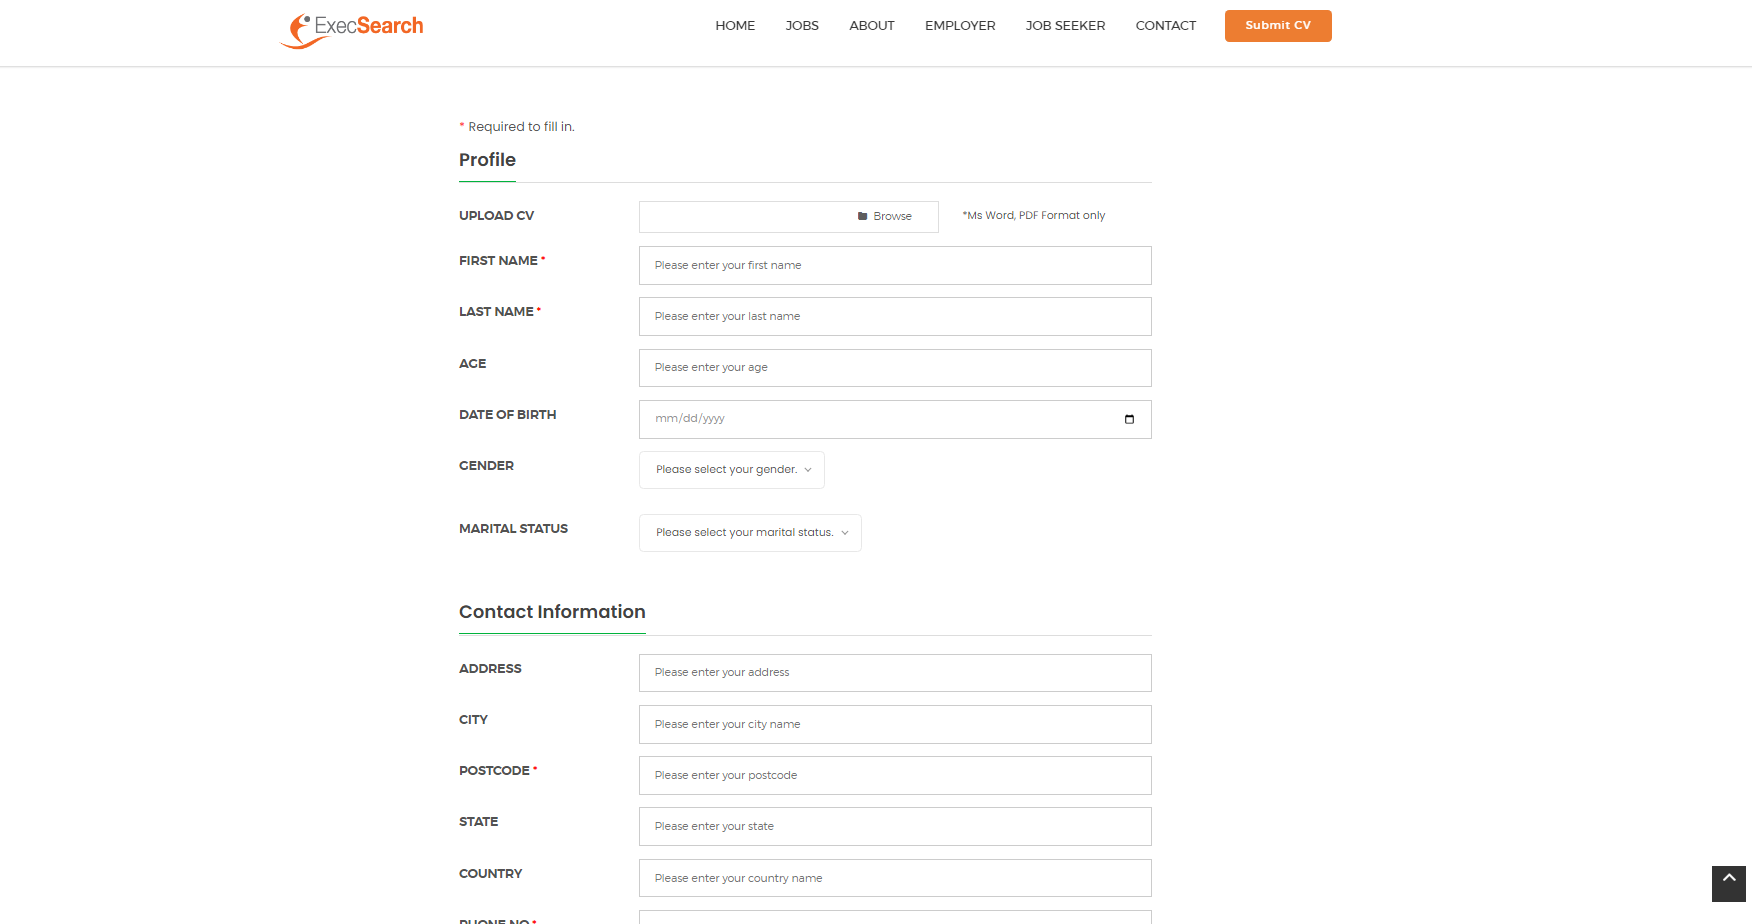 ExecSearch
HOME JOBS ABOUT EMPLOYER JOB SEEKER CONTACT Submit CV
* Required to fill in.
Profile
UPLOAD CV Browse *Ms Word, PDF Format only
FIRST NAME * Please enter your first name
LAST NAME * Please enter your last name
AGE Please enter your age
DATE OF BIRTH mm/dd/yyyy
GENDER Please select your gender.
MARITAL STATUS Please select your marital status.
Contact Information
ADDRESS Please enter your address
CITY Please enter your city name
POSTCODE * Please enter your postcode
STATE Please enter your state
COUNTRY Please enter your country name
PHONE NO *